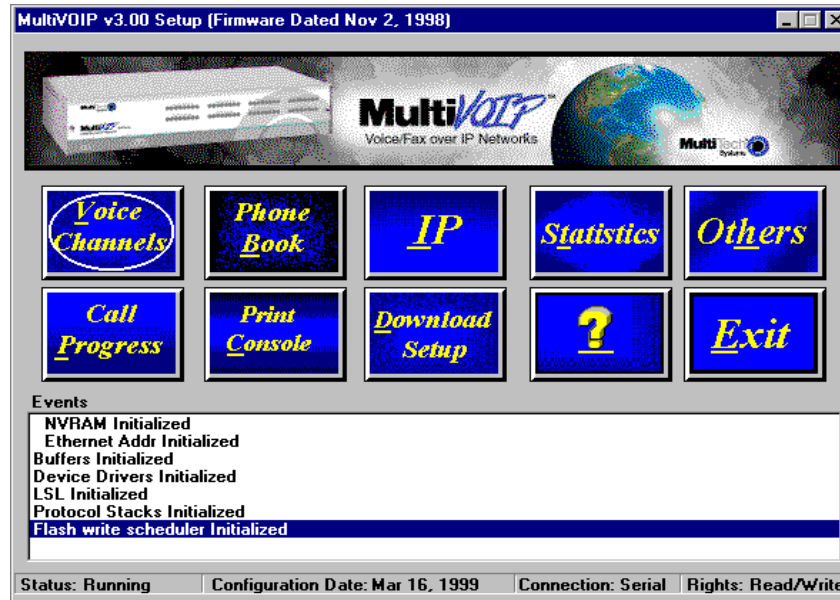 MultiVOIP v3.00 Setup (Firmware Dated Nov 2, 1998)
MultiVOIP™
Voice/Fax over IP Networks
MultiTech
Systems
Voice
Channels
Phone
Book
IP
Statistics
Others
Call
Progress
Print
Console
Download
Setup
?
Exit
Events
NVRAM Initialized
Ethernet Addr Initialized
Buffers Initialized
Device Drivers Initialized
LSL Initialized
Protocol Stacks Initialized
Flash write scheduler Initialized
Status: Running
Configuration Date: Mar 16, 1999
Connection: Serial
Rights: Read/Write